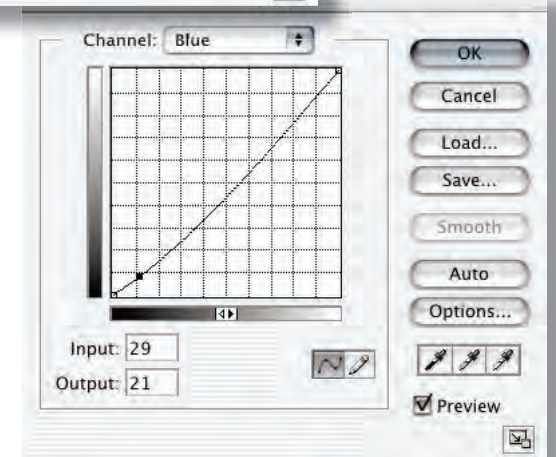 Channel: Blue
OK
Cancel
Load...
Save...
Smooth
Auto
Options...
Input: 29
Output: 21
Preview